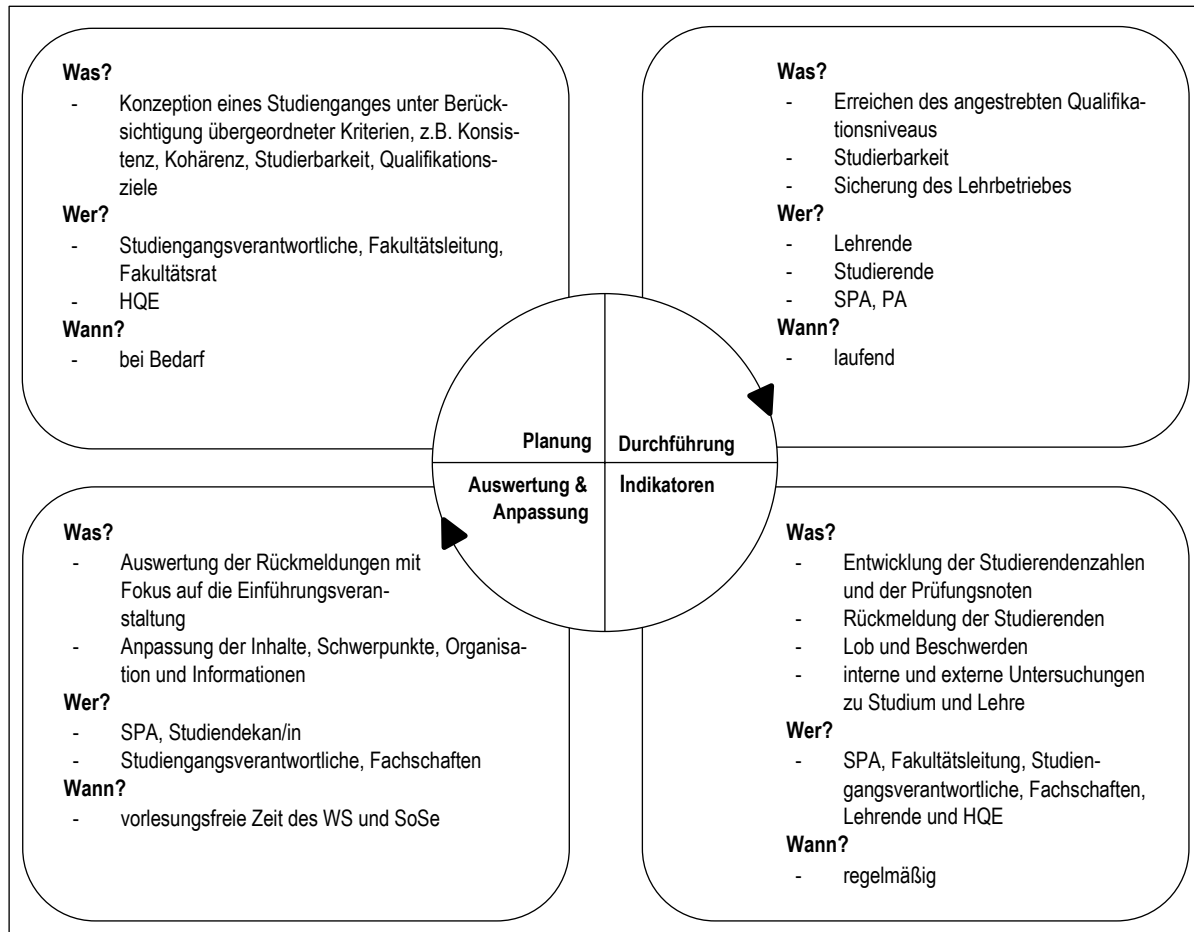 Was?
- Konzeption eines Studienganges unter Berück-
sichtigung übergeordneter Kriterien, z.B. Konsis-
tenz, Kohärenz, Studierbarkeit, Qualifikations-
ziele
Wer?
- Studiengangsverantwortliche, Fakultätsleitung,
Fakultätsrat
- HQE
Wann?
- bei Bedarf
Was?
- Erreichen des angestrebten Qualifika-
tionsniveaus
- Studierbarkeit
- Sicherung des Lehrbetriebes
Wer?
- Lehrende
- Studierende
- SPA, PA
Wann?
- laufend
Planung
Durchführung
Auswertung &
Anpassung
Indikatoren
Was?
- Auswertung der Rückmeldungen mit
Fokus auf die Einführungsveran-
staltung
- Anpassung der Inhalte, Schwerpunkte, Organisa-
tion und Informationen
Wer?
- SPA, Studiendekan/in
- Studiengangsverantwortliche, Fachschaften
Wann?
- vorlesungsfreie Zeit des WS und SoSe
Was?
- Entwicklung der Studierendenzahlen
und der Prüfungsnoten
- Rückmeldung der Studierenden
- Lob und Beschwerden
- interne und externe Untersuchungen
zu Studium und Lehre
Wer?
- SPA, Fakultätsleitung, Studien-
gangsverantwortliche, Fachschaften,
Lehrende und HQE
Wann?
- regelmäßig